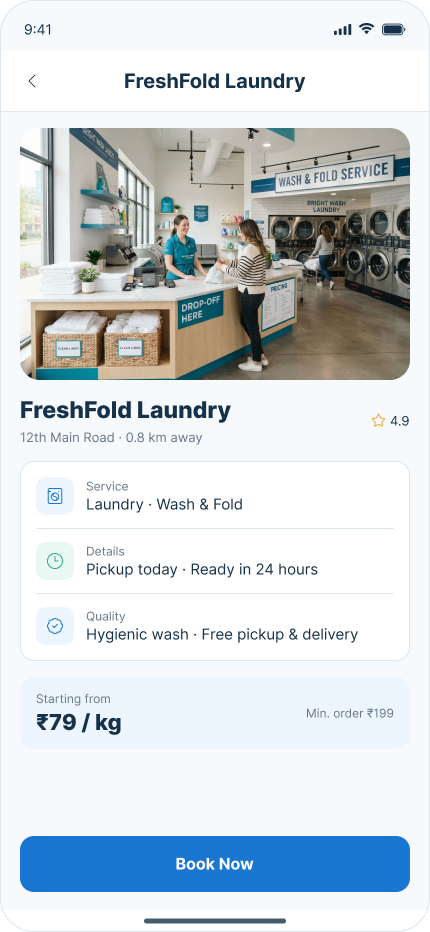 9:41
FreshFold Laundry
WASH & FOLD SERVICE
BRIGHT WASH
LAUNDRY
DROP-OFF
HERE
PRICING
CLEAN LINEN
CLEAN LINEN
FreshFold Laundry
4.9
12th Main Road · 0.8 km away
Service
Laundry · Wash & Fold
Details
Pickup today · Ready in 24 hours
Quality
Hygienic wash · Free pickup & delivery
Starting from
₹79 / kg
Min. order ₹199
Book Now